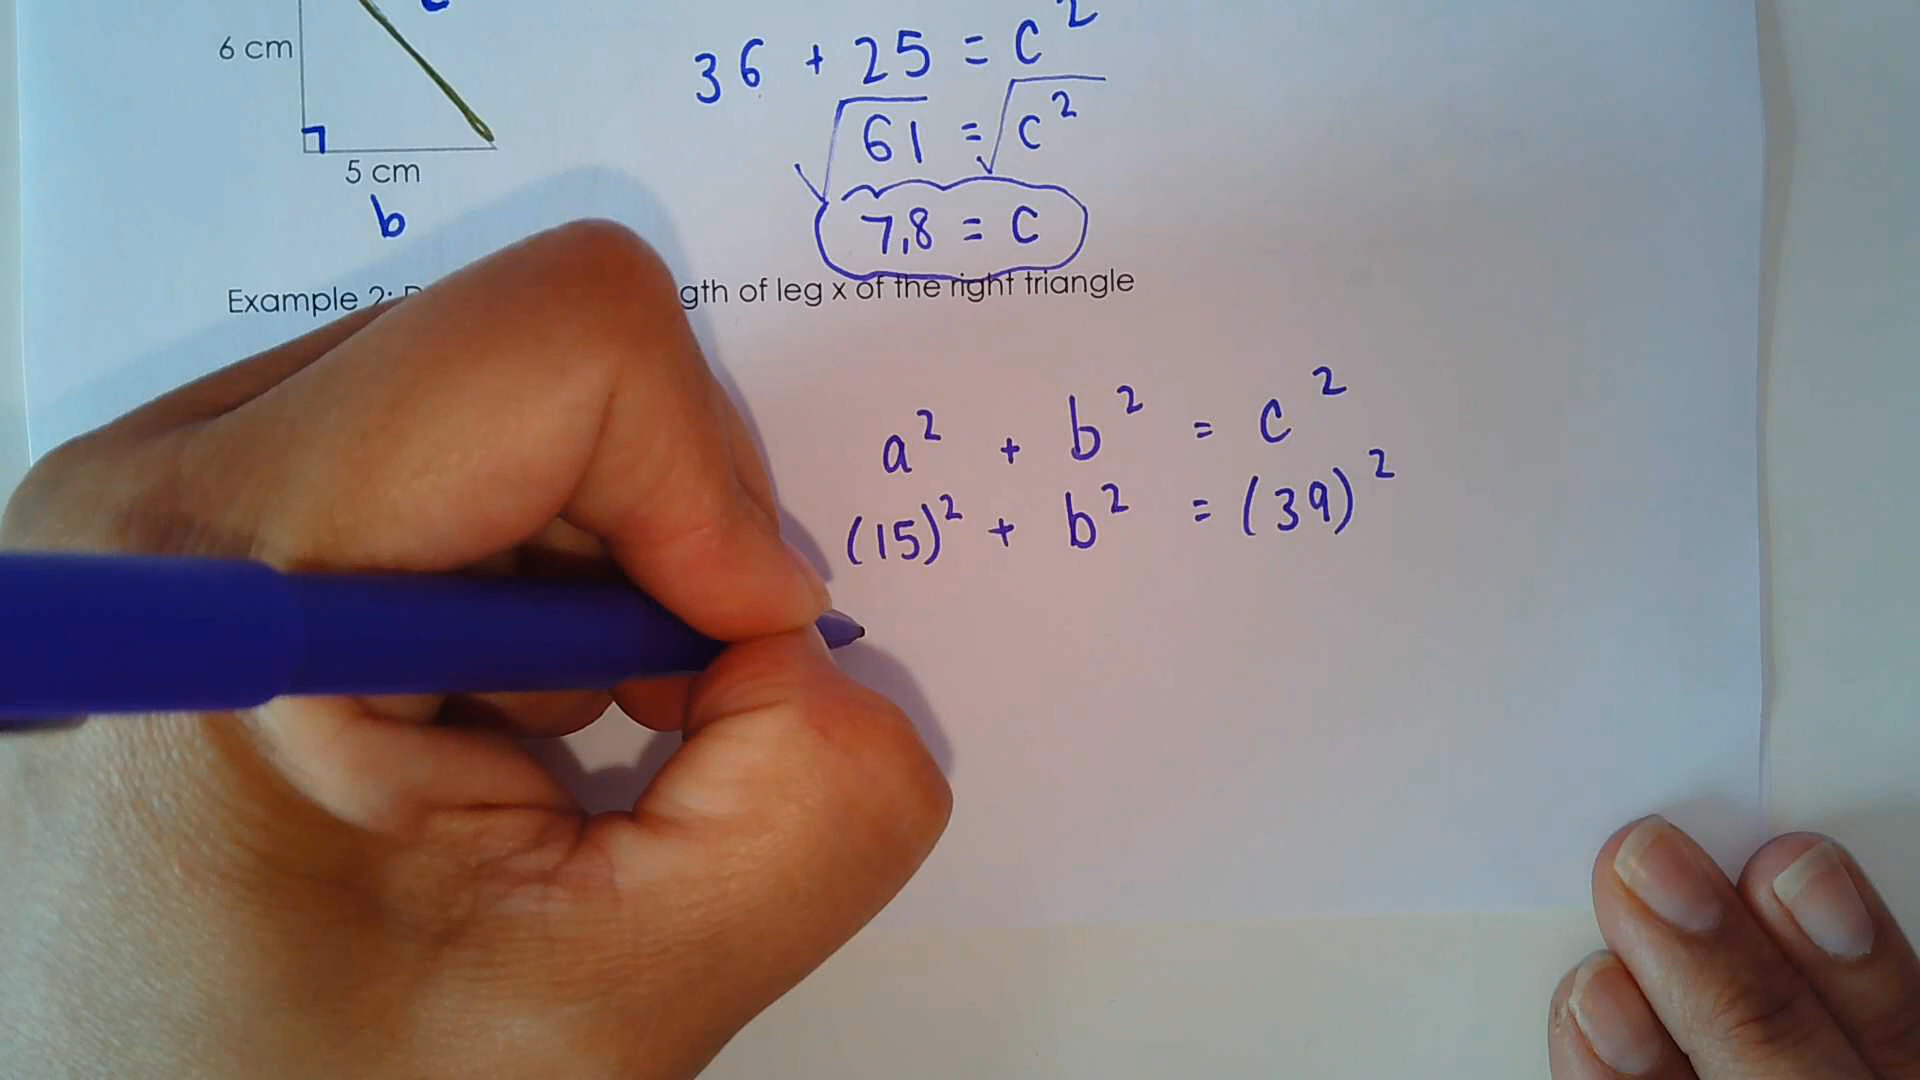 6 cm
5 cm
b
36 + 25 = c²
√61 = √c²
7,8 = c
Example 2: gth of leg x of the right triangle
a² + b² = c²
(15)² + b² = (39)²